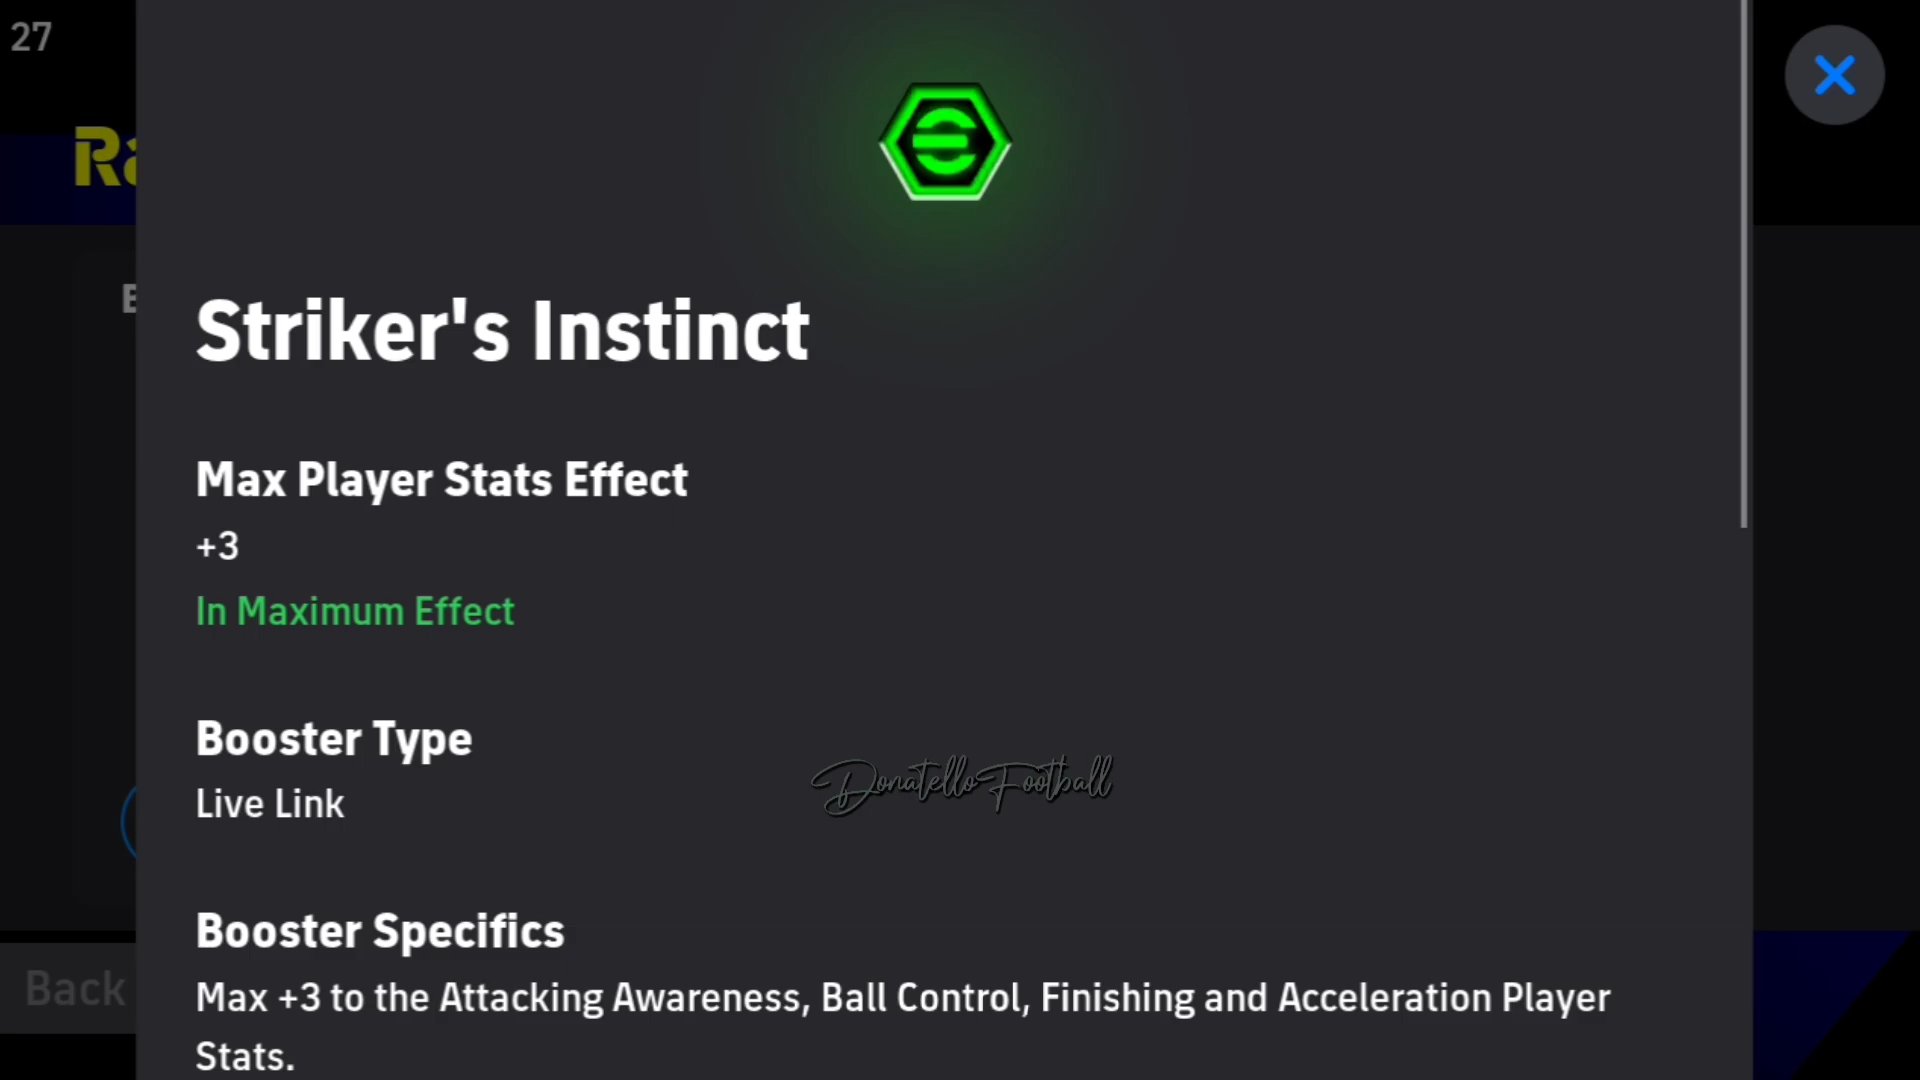 27
Ra
Striker's Instinct
Max Player Stats Effect
+3
In Maximum Effect
Booster Type
Live Link
DonatelloFootball
Booster Specifics
Max +3 to the Attacking Awareness, Ball Control, Finishing and Acceleration Player
Stats.
Back